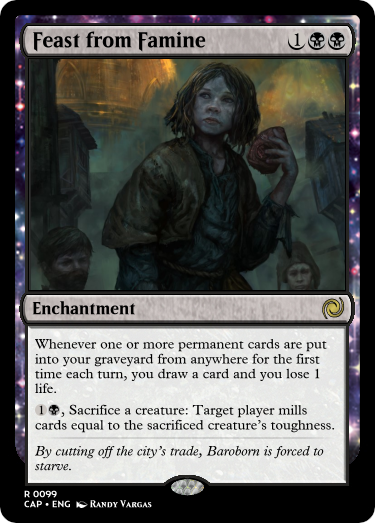 Feast from Famine 1
Enchantment
Whenever one or more permanent cards are put
into your graveyard from anywhere for the first
time each turn, you draw a card and you lose 1
life.
1, Sacrifice a creature: Target player mills
cards equal to the sacrificed creature's toughness.
By cutting off the city's trade, Baroborn is forced to
starve.
R 0099
CAP • ENG RANDY VARGAS